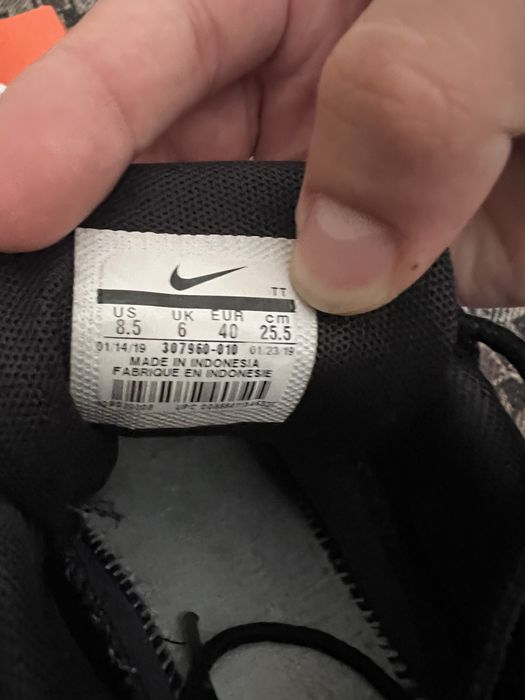 TT
US UK EUR cm
8.5 6 40 25.5
01/14/19 307960-010 01/23/19
MADE IN INDONESIA
FABRIQUE EN INDONESIE
UPC